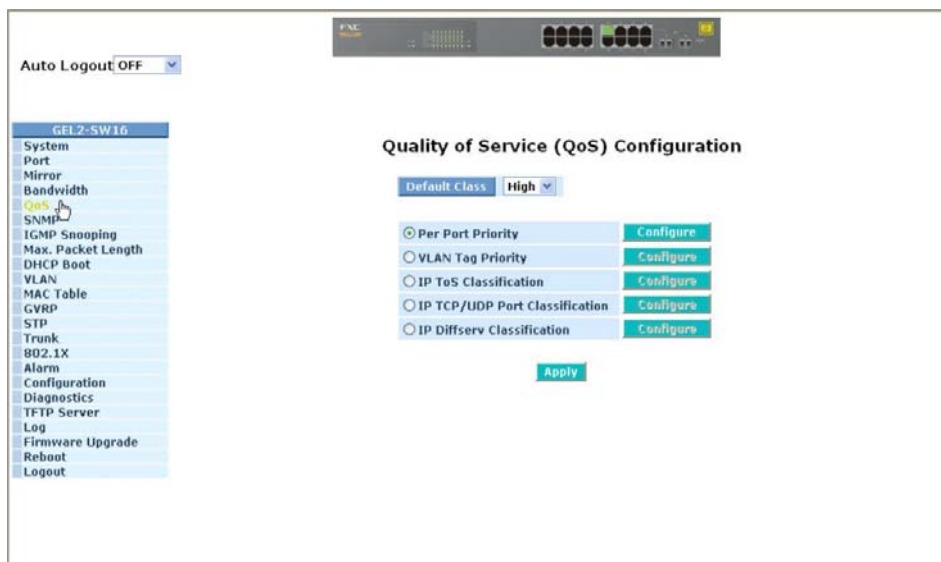 FXC
Auto Logout OFF
GEL2-SW16
System
Port
Mirror
Bandwidth
QoS
SNMP
IGMP Snooping
Max. Packet Length
DHCP Boot
VLAN
MAC Table
GVRP
STP
Trunk
802.1X
Alarm
Configuration
Diagnostics
TFTP Server
Log
Firmware Upgrade
Reboot
Logout
Quality of Service (QoS) Configuration
Default Class High
Per Port Priority Configure
VLAN Tag Priority Configure
IP ToS Classification Configure
IP TCP/UDP Port Classification Configure
IP Diffserv Classification Configure
Apply